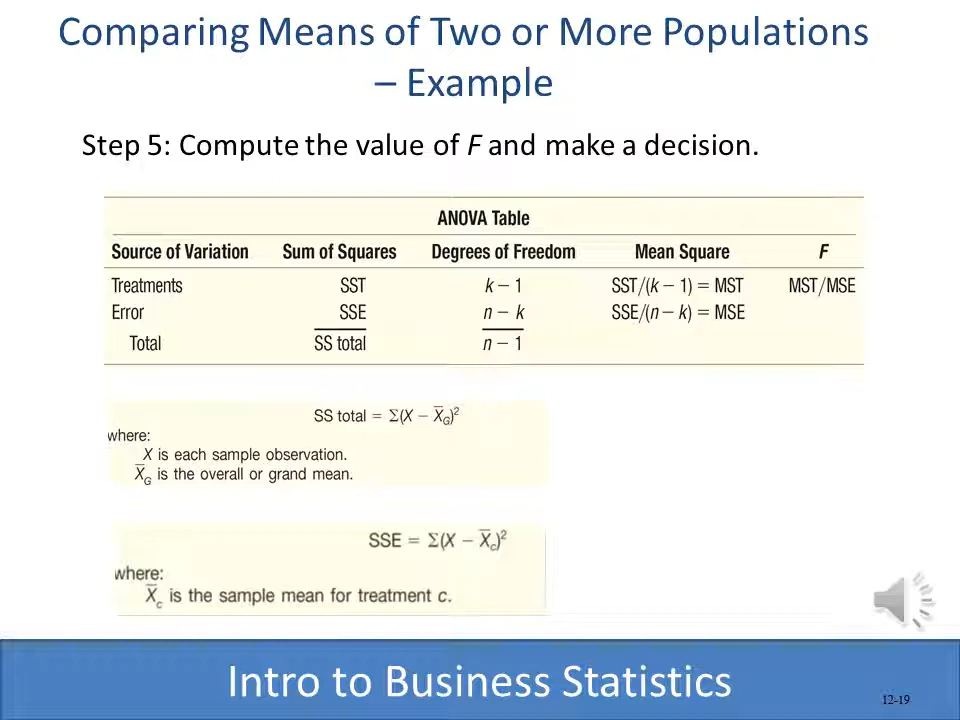 Comparing Means of Two or More Populations
– Example
Step 5: Compute the value of F and make a decision.
ANOVA Table
Source of Variation Sum of Squares Degrees of Freedom Mean Square F
Treatments SST k − 1 SST/(k − 1) = MST MST/MSE
Error SSE n − k SSE/(n − k) = MSE
Total SS total n − 1
SS total = Σ(X − X̅G)²
where:
X is each sample observation.
X̅G is the overall or grand mean.
SSE = Σ(X − X̅c)²
where:
X̅c is the sample mean for treatment c.
Intro to Business Statistics
12-19